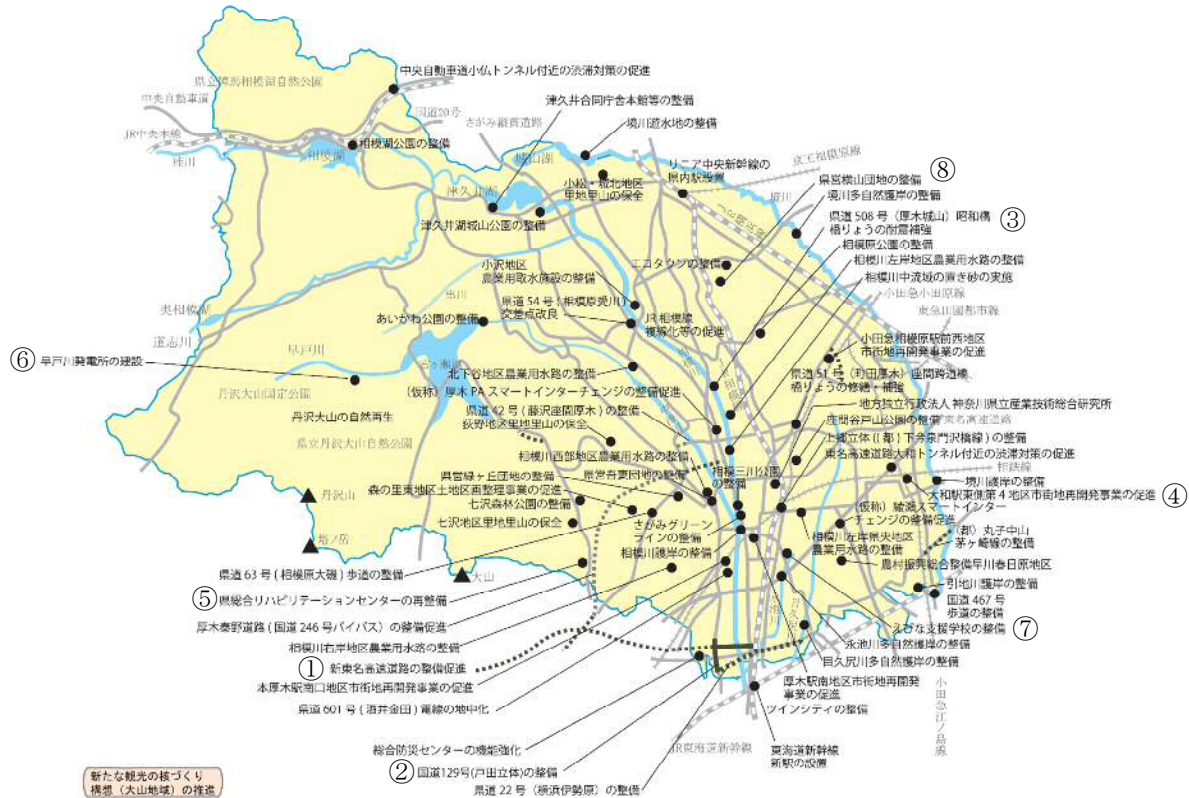 中央自動車道小仏トンネル付近の渋滞対策の促進
県立陣馬相模湖自然公園
津久井合同庁舎本館等の整備
中央自動車道
国道20号
さがみ縦貫道路
境川遊水地の整備
JR中央本線
相模湖公園の整備
桂川
相模湖
城山湖
リニア中央新幹線の
県内駅設置
京王相模原線
小松・城北地区
里地里山の保全
県営横山団地の整備
⑧
津久井湖
境川
境川多自然護岸の整備
津久井湖城山公園の整備
県道508号(厚木城山)昭和橋
橋りょうの耐震補強
③
相模原公園の整備
小沢地区
農業用取水施設の整備
エコタウンの整備
相模川左岸地区農業用水路の整備
相模川中流域の置き砂の実施
串川
県道54号(相模原愛川)
交差点改良
小田急小田原線
奥相模湖
JR相模線
複線化等の促進
東急田園都市線
あいかわ公園の整備
道志川
早戸川
小田急相模原駅前西地区
市街地再開発事業の促進
⑥早戸川発電所の建設
宮ヶ瀬湖
北下谷地区農業用水路の整備
県道51号(町田厚木)座間跨道橋
橋りょうの修繕・補強
丹沢大山国定公園
(仮称)厚木PAスマートインターチェンジの整備促進
地方独立行政法人神奈川県立産業技術総合研究所
県道42号(藤沢座間厚木)の整備
丹沢大山の自然再生
座間谷戸山公園の整備
東名高速道路
荻野地区里地里山の保全
県立丹沢大山自然公園
上郷立体((都)下今泉門沢橋線)の整備
相模川西部地区農業用水路の整備
東名高速道路大和トンネル付近の渋滞対策の促進
相鉄線
県営緑ヶ丘団地の整備
県営吾妻団地の整備
相模三川公園
の整備
境川護岸の整備
森の里東地区土地区画整理事業の促進
大和駅東側第4地区市街地再開発事業の促進④
丹沢山
七沢森林公園の整備
(仮称)綾瀬スマートインター
チェンジの整備促進
七沢地区里地里山の保全
さがみグリーン
ラインの整備
(都)丸子中山
茅ヶ崎線の整備
相模川左岸県央地区
農業用水路の整備
塔ノ岳
相模川護岸の整備
農村振興総合整備早川春日原地区
県道63号(相模原大磯)歩道の整備
大山
引地川護岸の整備
⑤県総合リハビリテーションセンターの再整備
国道467号
歩道の整備
厚木秦野道路(国道246号バイパス)の整備促進
えびな支援学校の整備⑦
相模川右岸地区農業用水路の整備
永池川多自然護岸の整備
①新東名高速道路の整備促進
目久尻川多自然護岸の整備
本厚木駅南口地区市街地再開発事業の促進
厚木駅南地区市街地再開発
事業の促進
県道601号(酒井金田)電線の地中化
ツインシティの整備
小田急江ノ島線
総合防災センターの機能強化
JR東海道新幹線
東海道新幹線
新駅の設置
②国道129号(戸田立体)の整備
新たな観光の核づくり
構想(大山地域)の推進
県道22号(横浜伊勢原)の整備